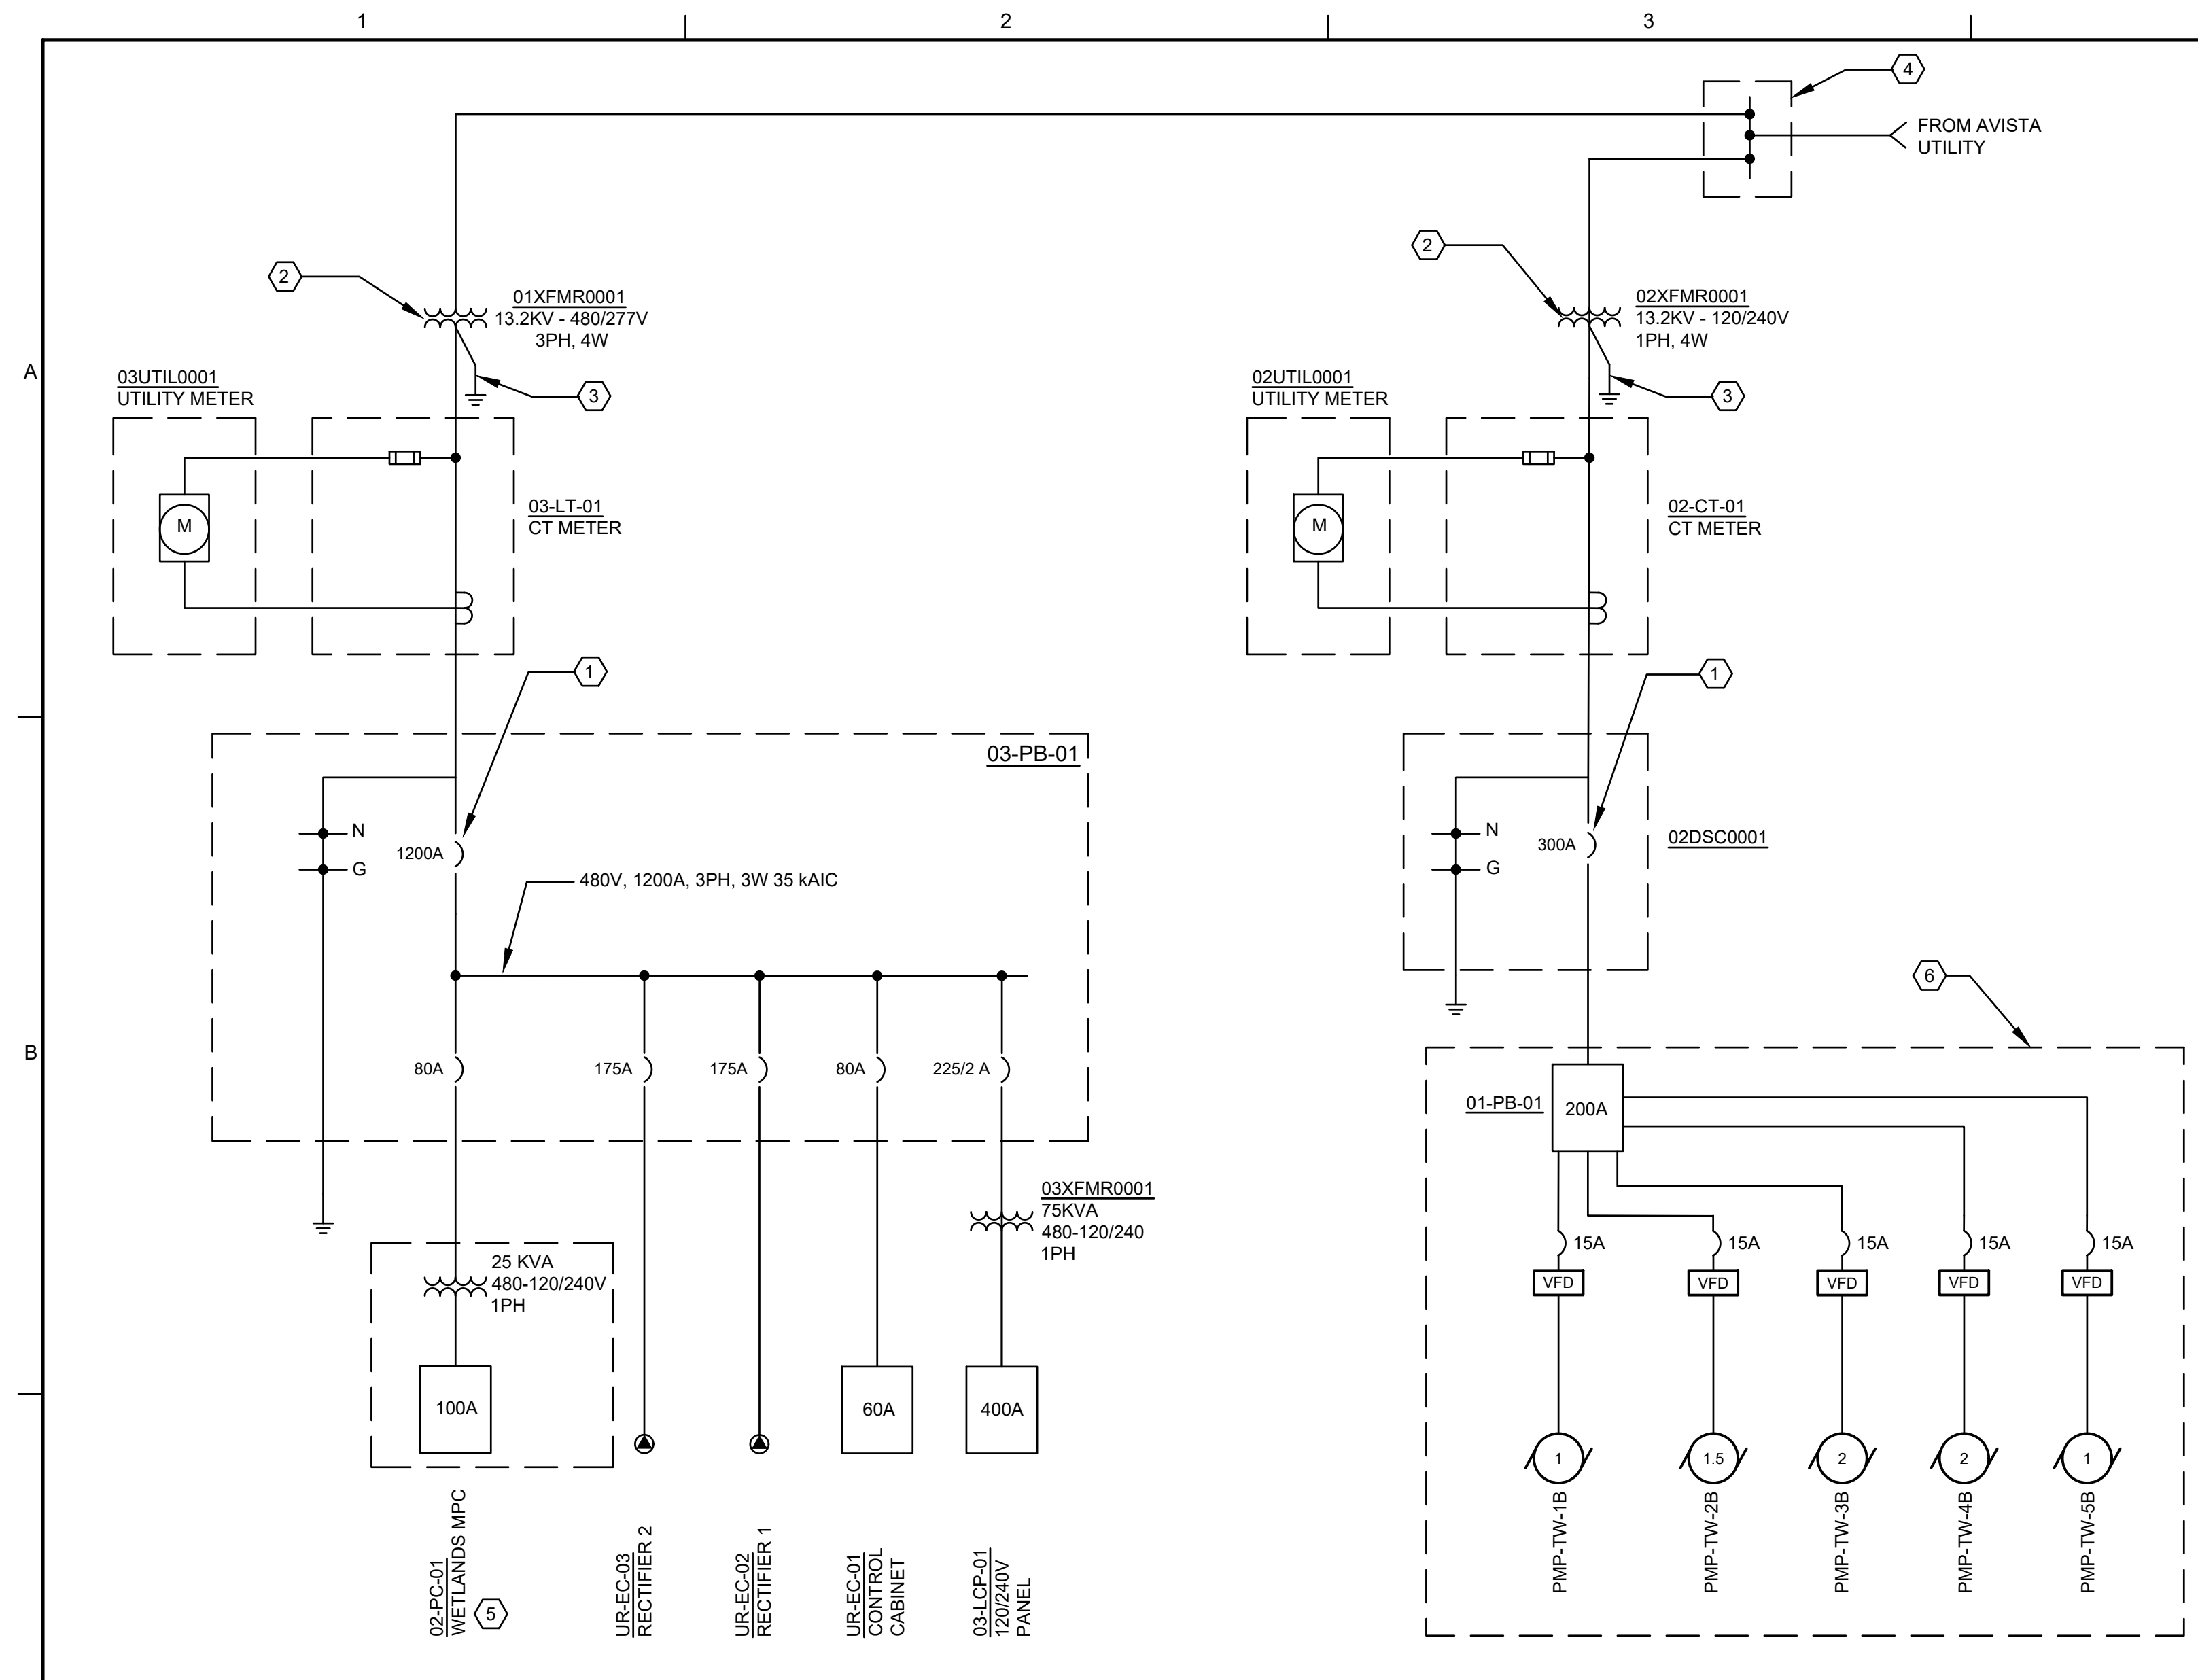 1
2
3
4
FROM AVISTA
UTILITY
2
2
01XFMR0001
13.2KV - 480/277V
3PH, 4W
02XFMR0001
13.2KV - 120/240V
1PH, 4W
A
03UTIL0001
UTILITY METER
3
02UTIL0001
UTILITY METER
3
M
03-LT-01
CT METER
M
02-CT-01
CT METER
1
1
03-PB-01
N
G
1200A
480V, 1200A, 3PH, 3W 35 kAIC
N
G
300A
02DSC0001
6
B
80A
175A
175A
80A
225/2 A
01-PB-01
200A
03XFMR0001
75KVA
480-120/240
1PH
25 KVA
480-120/240V
1PH
15A
15A
15A
15A
15A
VFD
VFD
VFD
VFD
VFD
100A
60A
400A
1
1.5
2
2
1
02-PC-01
WETLANDS MPC
5
UR-EC-03
RECTIFIER 2
UR-EC-02
RECTIFIER 1
UR-EC-01
CONTROL
CABINET
03-LCP-01
120/240V
PANEL
PMP-TW-1B
PMP-TW-2B
PMP-TW-3B
PMP-TW-4B
PMP-TW-5B